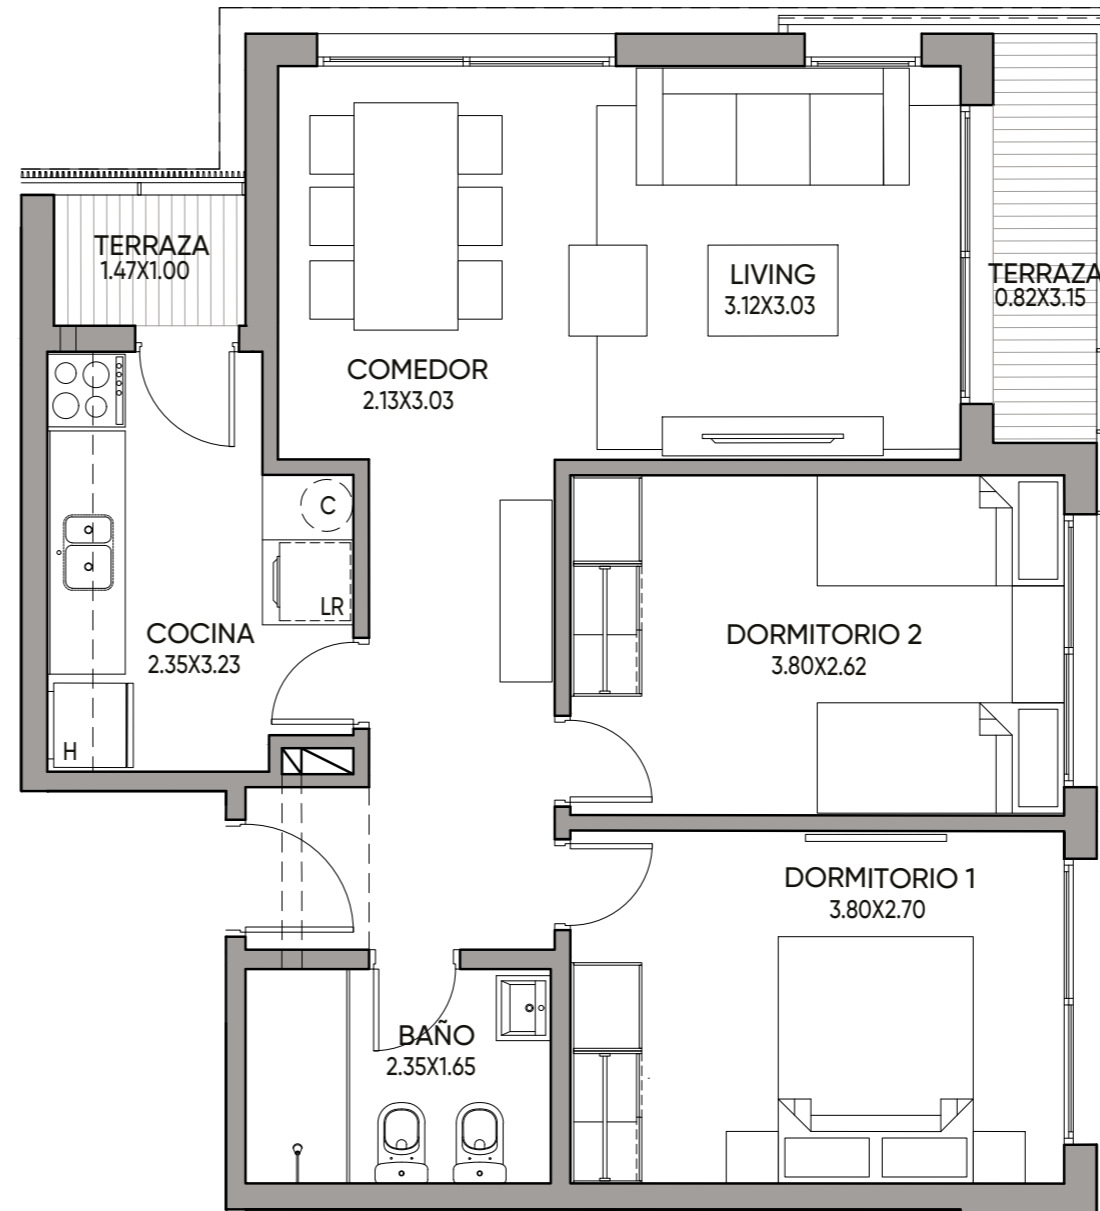 TERRAZA
1.47X1.00
LIVING
3.12X3.03
TERRAZA
0.82X3.15
COMEDOR
2.13X3.03
C
LR
COCINA
2.35X3.23
H
DORMITORIO 2
3.80X2.62
DORMITORIO 1
3.80X2.70
BAÑO
2.35X1.65